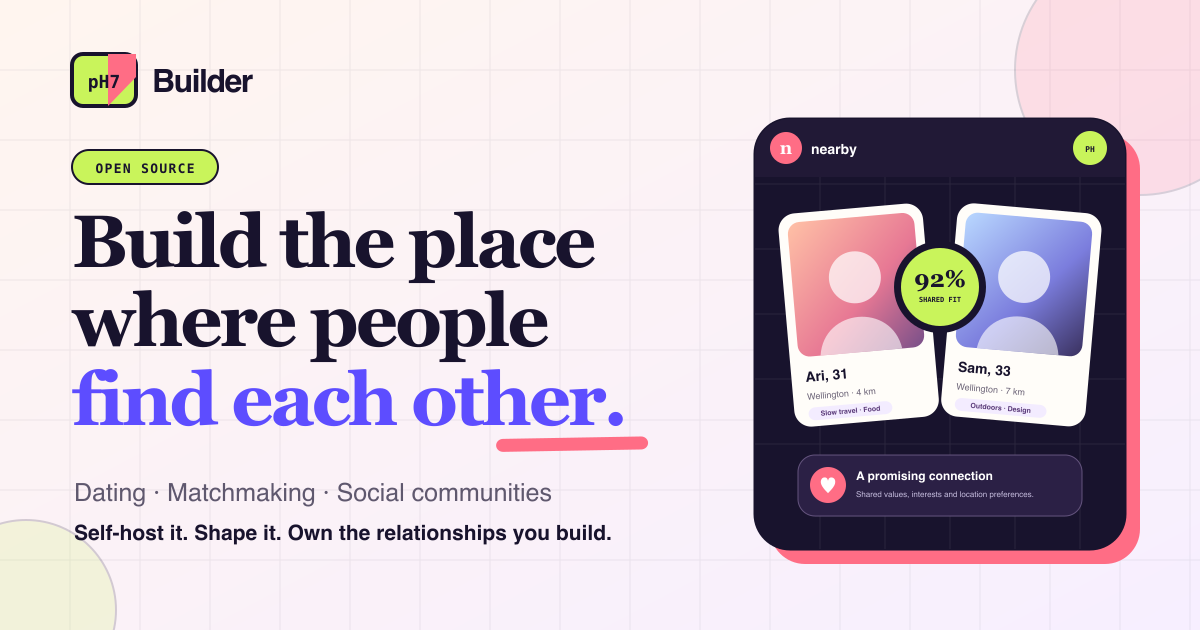 pH7 Builder
OPEN SOURCE
Build the place
where people
find each other.
Dating · Matchmaking · Social communities
Self-host it. Shape it. Own the relationships you build.
n nearby PH
92%
SHARED FIT
Ari, 31
Wellington · 4 km
Slow travel · Food
Sam, 33
Wellington · 7 km
Outdoors · Design
A promising connection
Shared values, interests and location preferences.